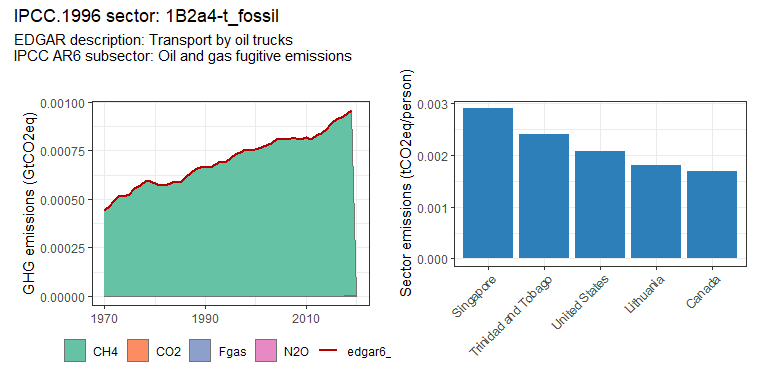 IPCC.1996 sector: 1B2a4-t_fossil
EDGAR description: Transport by oil trucks
IPCC AR6 subsector: Oil and gas fugitive emissions
GHG emissions (GtCO2eq)
0.00100
0.00075
0.00050
0.00025
0.00000
1970
1990
2010
CH4
CO2
Fgas
N2O
edgar6_
Sector emissions (tCO2eq/person)
0.003
0.002
0.001
0.000
Singapore
Trinidad and Tobago
United States
Lithuania
Canada